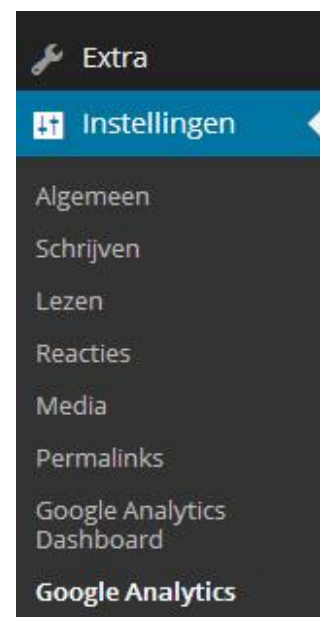 Extra
Instellingen
Algemeen
Schrijven
Lezen
Reacties
Media
Permalinks
Google Analytics
Dashboard
Google Analytics